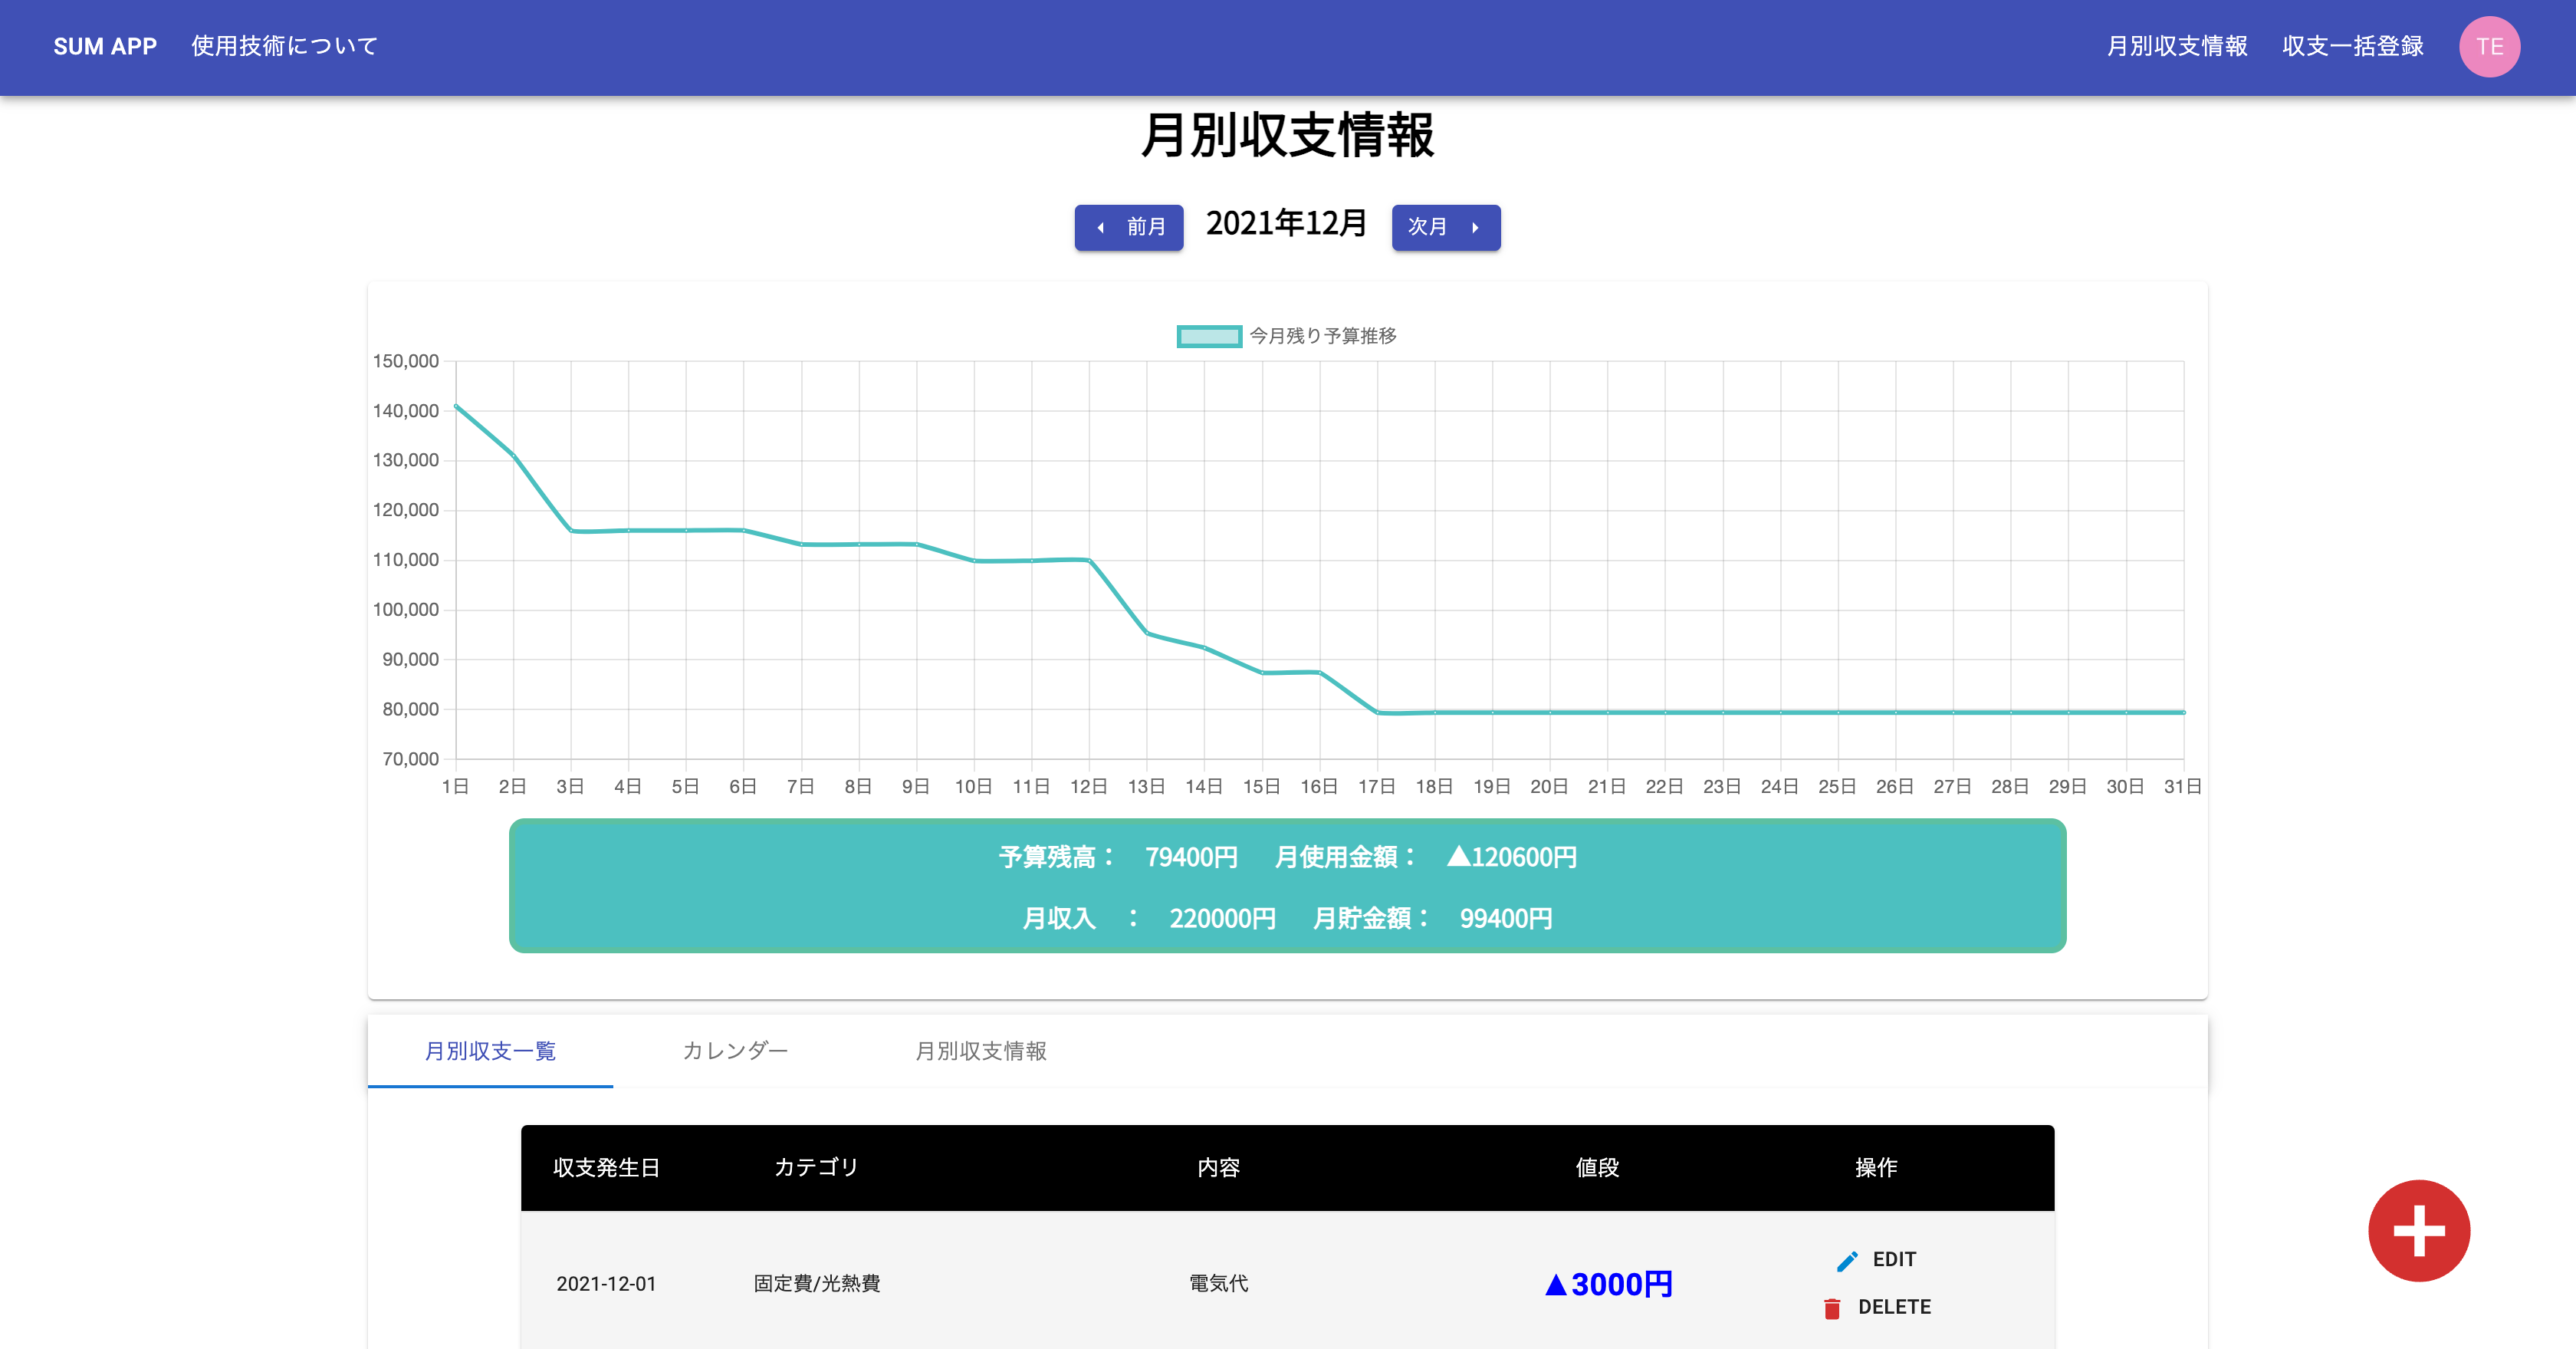 SUM APP 使用技術について 月別収支情報 収支一括登録 TE
月別収支情報
前月 2021年12月 次月
今月残り予算推移
150,000
140,000
130,000
120,000
110,000
100,000
90,000
80,000
70,000
1日 2日 3日 4日 5日 6日 7日 8日 9日 10日 11日 12日 13日 14日 15日 16日 17日 18日 19日 20日 21日 22日 23日 24日 25日 26日 27日 28日 29日 30日 31日
予算残高： 79400円 月使用金額： ▲120600円
月収入 ： 220000円 月貯金額： 99400円
月別収支一覧 カレンダー 月別収支情報
収支発生日 カテゴリ 内容 値段 操作
2021-12-01 固定費/光熱費 電気代 ▲3000円 EDIT
DELETE